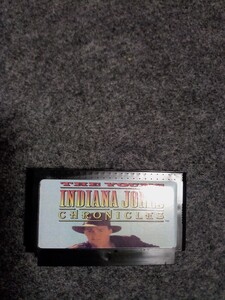 THE YOUNG
INDIANA JONES
CHRONICLES